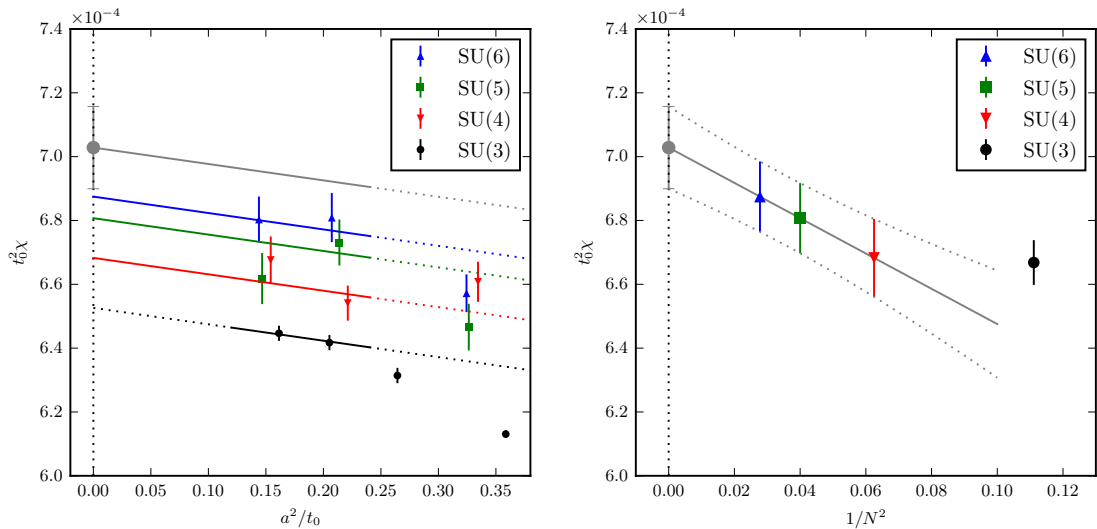 ×10⁻⁴
7.4
7.2
7.0
6.8
6.6
6.4
6.2
6.0
t₀²χ
0.00 0.05 0.10 0.15 0.20 0.25 0.30 0.35
a²/t₀
SU(6)
SU(5)
SU(4)
SU(3)
×10⁻⁴
7.4
7.2
7.0
6.8
6.6
6.4
6.2
6.0
t₀²χ
0.00 0.02 0.04 0.06 0.08 0.10 0.12
1/N²
SU(6)
SU(5)
SU(4)
SU(3)